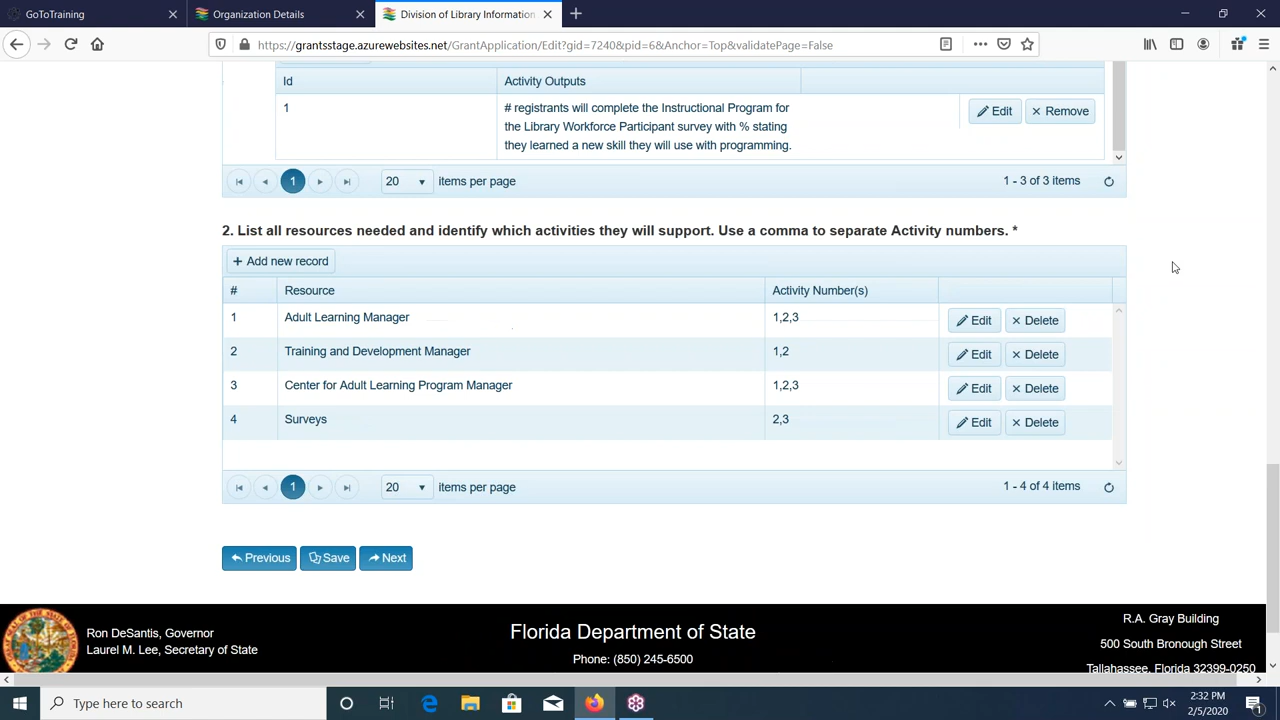 GoToTraining
Organization Details
Division of Library Information
https://grantsstage.azurewebsites.net/GrantApplication/Edit?gid=7240&pid=6&Anchor=Top&validatePage=False
Id
Activity Outputs
1
# registrants will complete the Instructional Program for
the Library Workforce Participant survey with % stating
they learned a new skill they will use with programming.
Edit
Remove
1
20
items per page
1 - 3 of 3 items
2. List all resources needed and identify which activities they will support. Use a comma to separate Activity numbers. *
+ Add new record
# Resource Activity Number(s)
1 Adult Learning Manager 1,2,3 Edit Delete
2 Training and Development Manager 1,2 Edit Delete
3 Center for Adult Learning Program Manager 1,2,3 Edit Delete
4 Surveys 2,3 Edit Delete
1
20
items per page
1 - 4 of 4 items
Previous
Save
Next
Ron DeSantis, Governor
Laurel M. Lee, Secretary of State
Florida Department of State
Phone: (850) 245-6500
R.A. Gray Building
500 South Bronough Street
Tallahassee, Florida 32399-0250
Type here to search
2:32 PM
2/5/2020
1